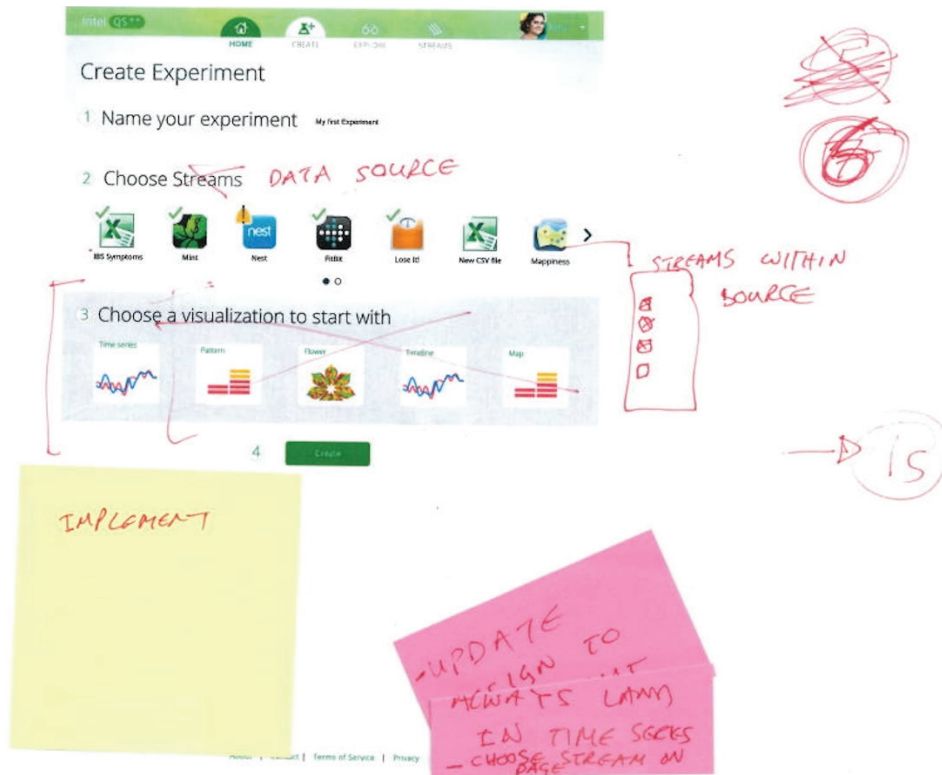 Intel QS++
HOME CREATE EXPLORE STREAMS
Create Experiment
1 Name your experiment My first Experiment
2 Choose Streams DATA SOURCE
IBS Symptoms Mint nest Nest FitBit Lose It! New CSV file Mappiness
STREAMS WITHIN
SOURCE
3 Choose a visualization to start with
Time series Pattern Flower Timeline Map
4 Create
6
15
IMPLEMENT
-UPDATE
TO
ALWAYS LAND
IN TIME SERIES
- CHOOSE STREAM ON
PAGE
| Terms of Service | Privacy